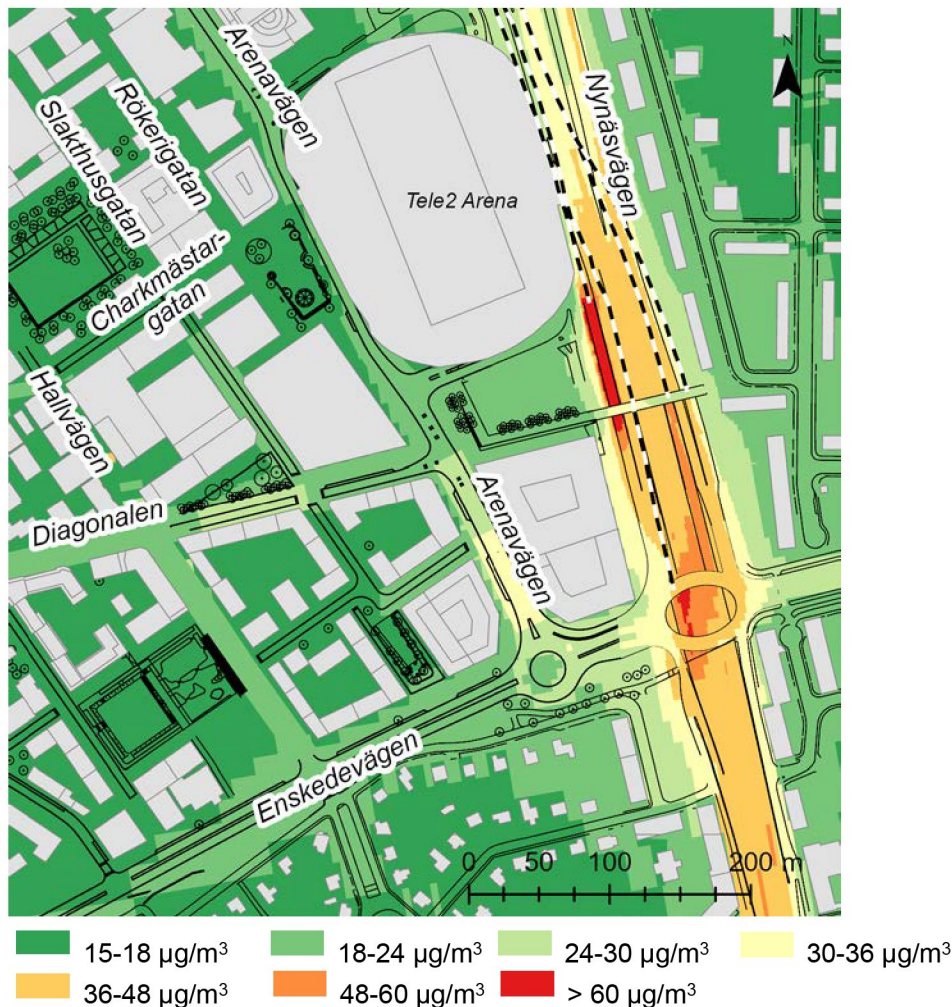 Arenavägen
Nynäsvägen
Rökerigatan
Slakthusgatan
Tele2 Arena
Charkmästar-
gatan
Hallvägen
Diagonalen
Arenavägen
Enskedevägen
N
0 50 100 200 m
15-18 µg/m³ 18-24 µg/m³ 24-30 µg/m³ 30-36 µg/m³
36-48 µg/m³ 48-60 µg/m³ > 60 µg/m³